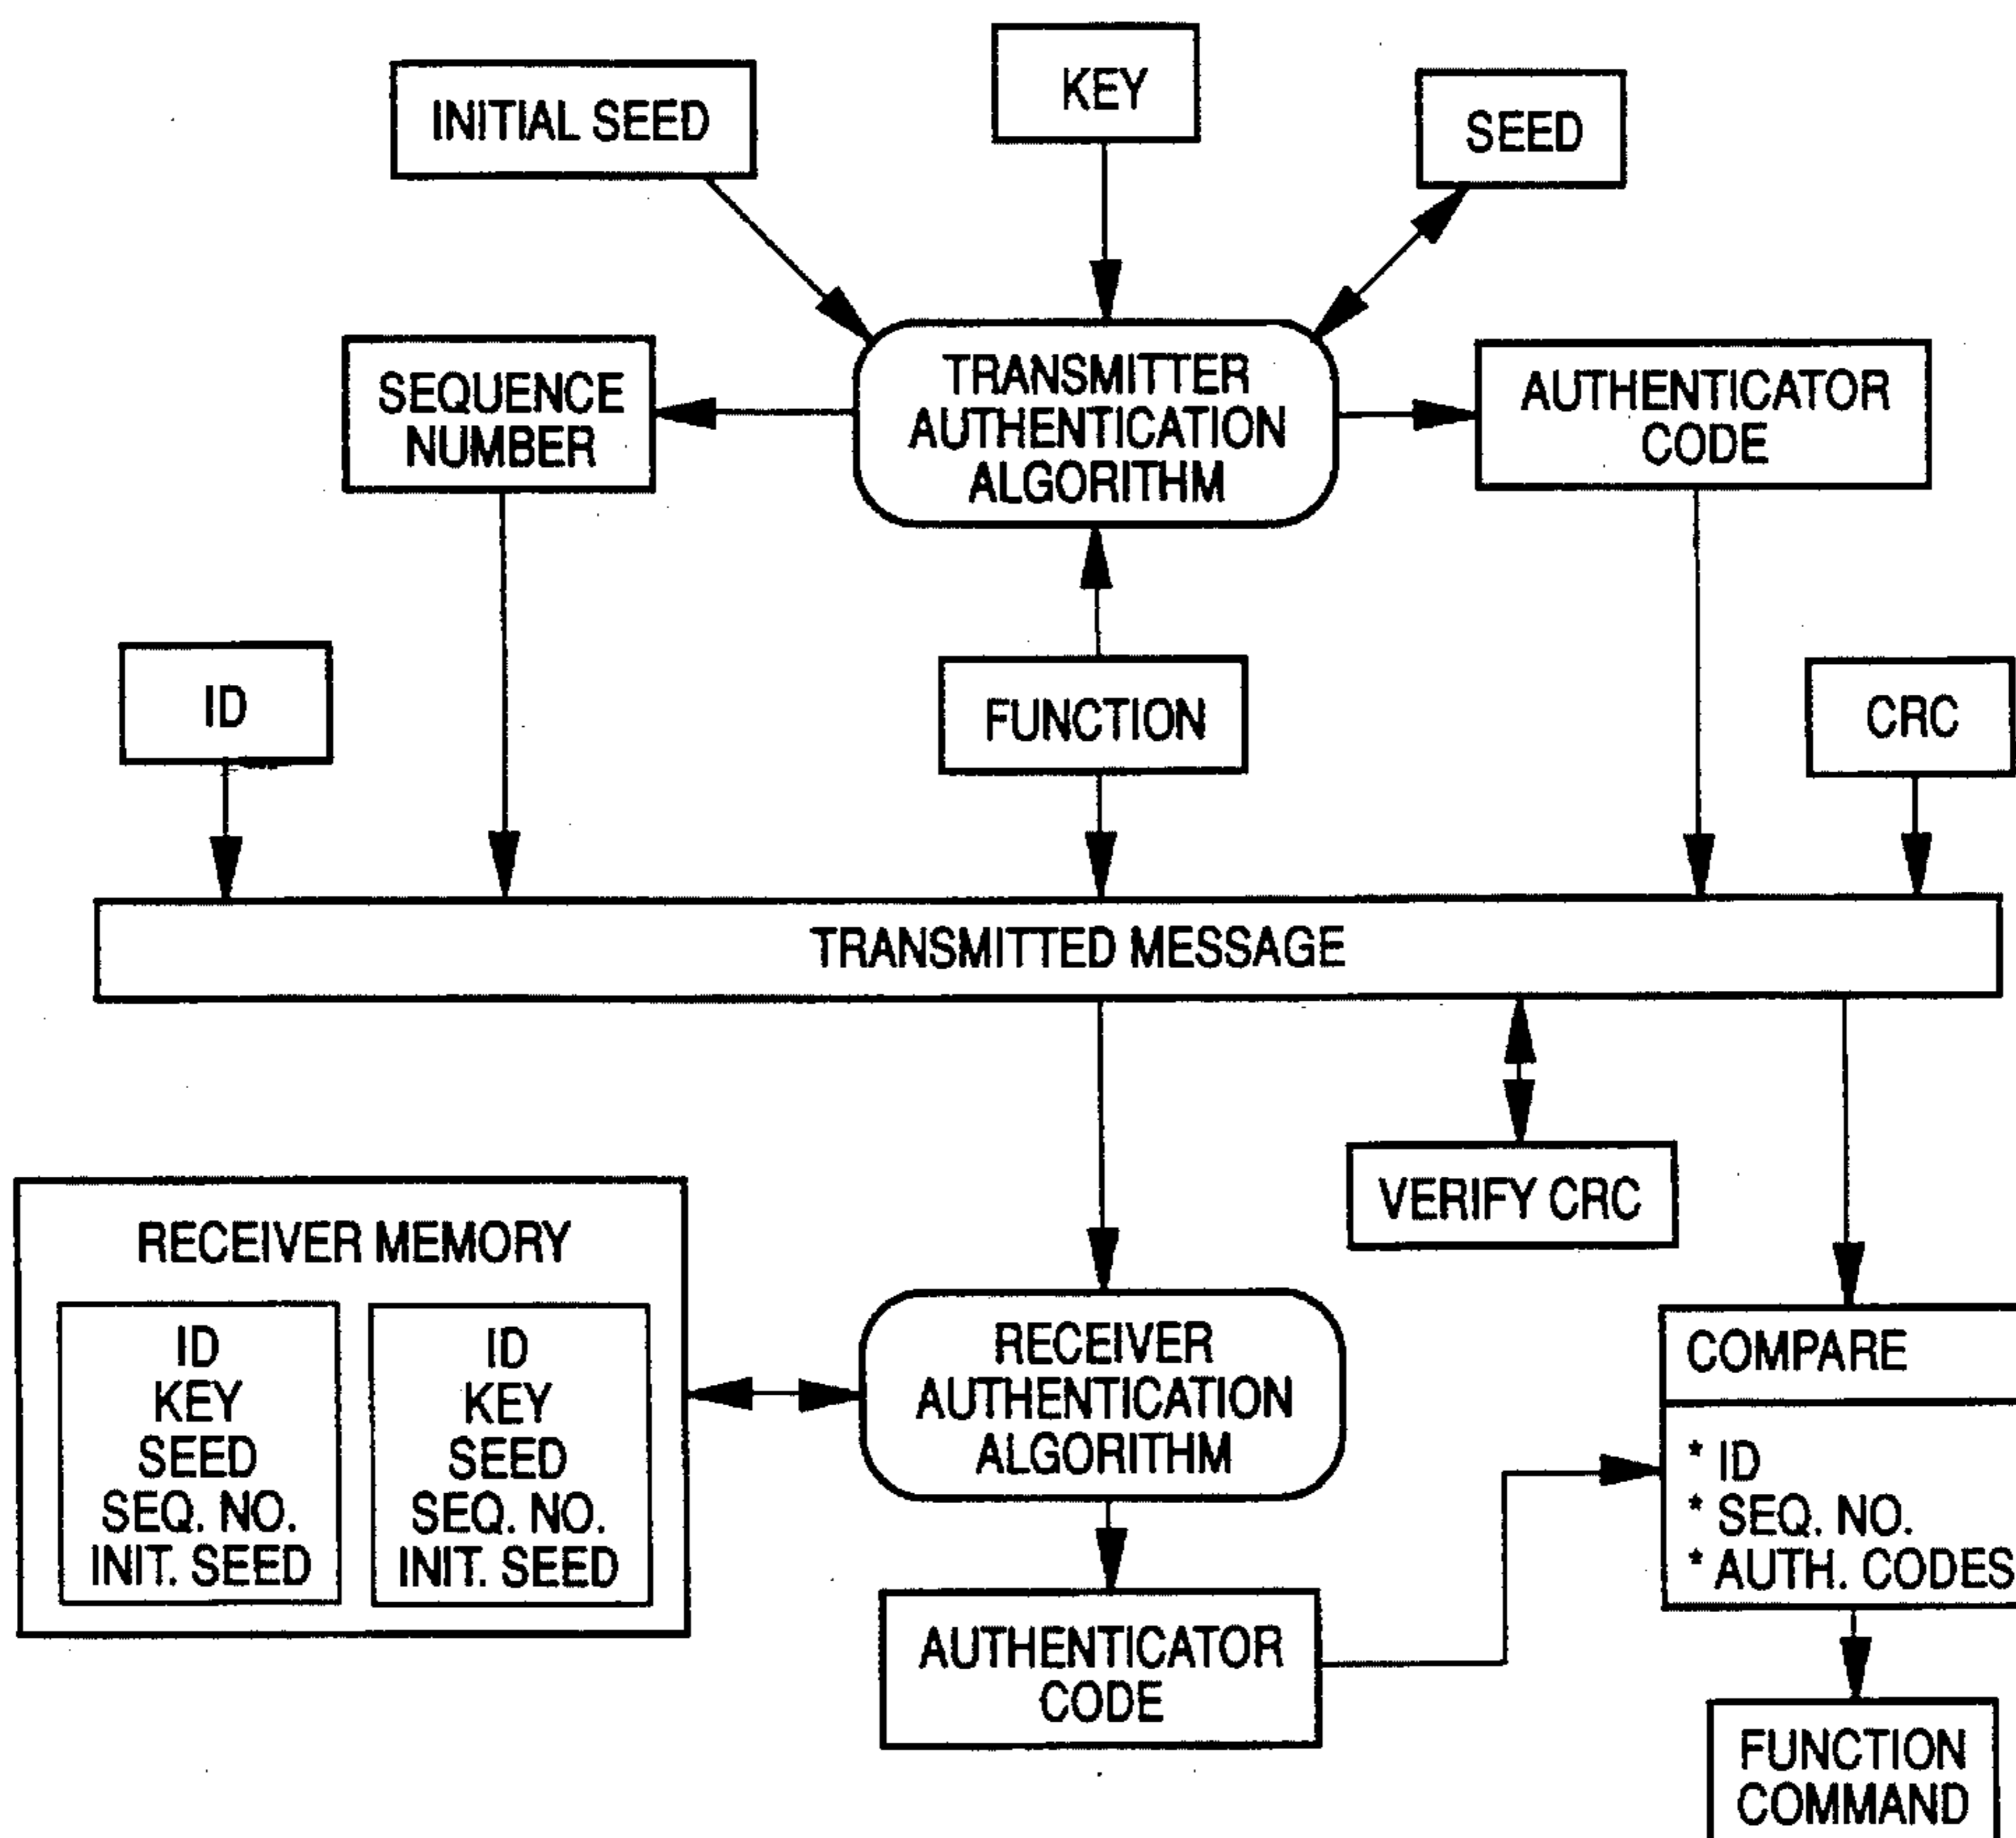 INITIAL SEED
KEY
SEED
SEQUENCE
NUMBER
TRANSMITTER
AUTHENTICATION
ALGORITHM
AUTHENTICATOR
CODE
ID
FUNCTION
CRC
TRANSMITTED MESSAGE
VERIFY CRC
RECEIVER MEMORY
ID
KEY
SEED
SEQ. NO.
INIT. SEED
ID
KEY
SEED
SEQ. NO.
INIT. SEED
RECEIVER
AUTHENTICATION
ALGORITHM
COMPARE
* ID
* SEQ. NO.
* AUTH. CODES
AUTHENTICATOR
CODE
FUNCTION
COMMAND